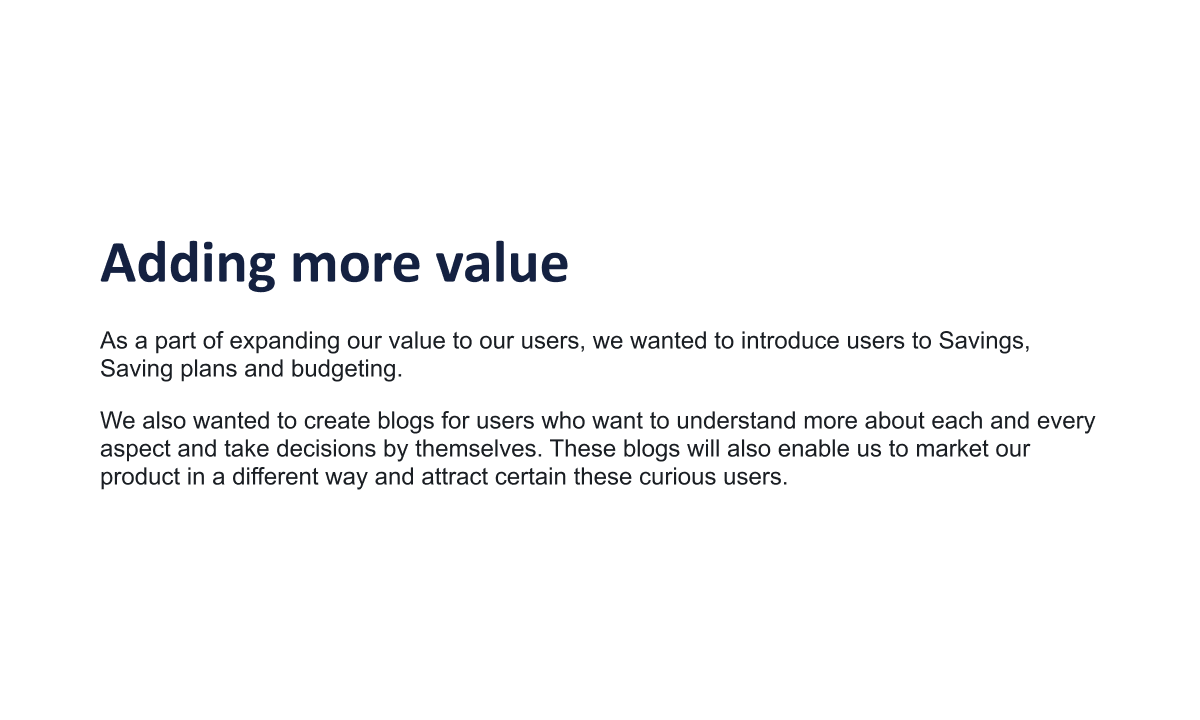 Adding more value
As a part of expanding our value to our users, we wanted to introduce users to Savings,
Saving plans and budgeting.
We also wanted to create blogs for users who want to understand more about each and every
aspect and take decisions by themselves. These blogs will also enable us to market our
product in a different way and attract certain these curious users.